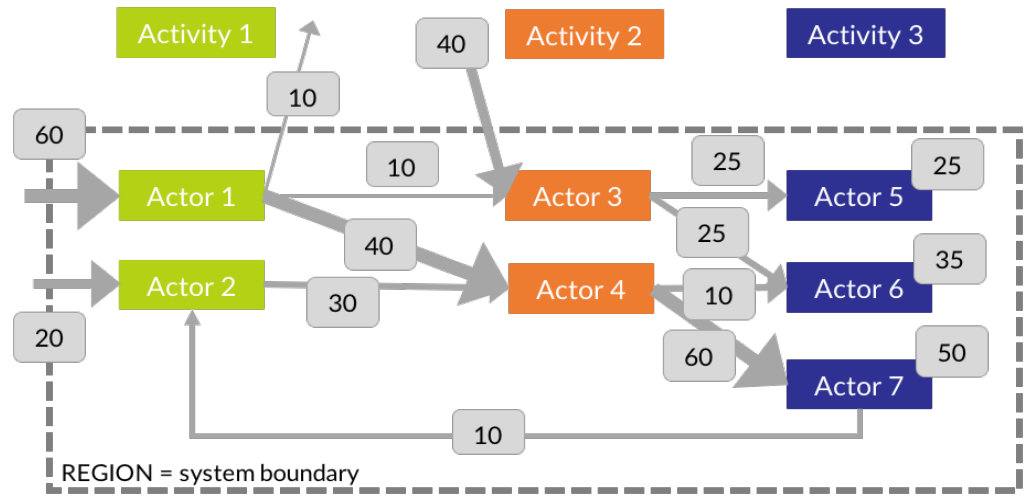 Activity 1
Activity 2
Activity 3
40
10
60
10
25
25
Actor 1
Actor 3
Actor 5
40
25
35
Actor 2
30
Actor 4
10
Actor 6
20
60
50
Actor 7
10
REGION = system boundary